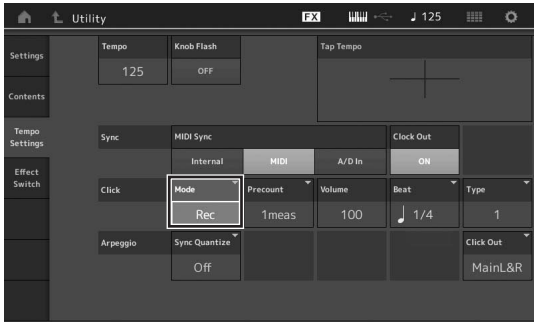 Utility FX 125
Settings
Contents
Tempo Settings
Effect Switch
Tempo Knob Flash Tap Tempo
125 OFF
Sync MIDI Sync Clock Out
Internal MIDI A/D In ON
Click Mode Precount Volume Beat Type
Rec 1meas 100 1/4 1
Arpeggio Sync Quantize Click Out
Off MainL&R